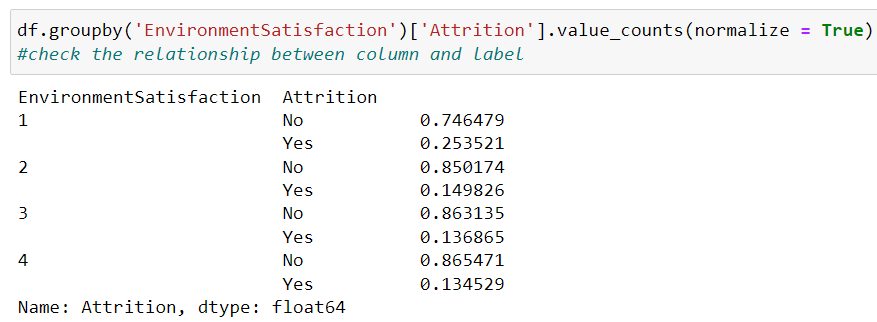 df.groupby('EnvironmentSatisfaction')['Attrition'].value_counts(normalize = True)
#check the relationship between column and label
EnvironmentSatisfaction  Attrition
1                        No           0.746479
                         Yes          0.253521
2                        No           0.850174
                         Yes          0.149826
3                        No           0.863135
                         Yes          0.136865
4                        No           0.865471
                         Yes          0.134529
Name: Attrition, dtype: float64